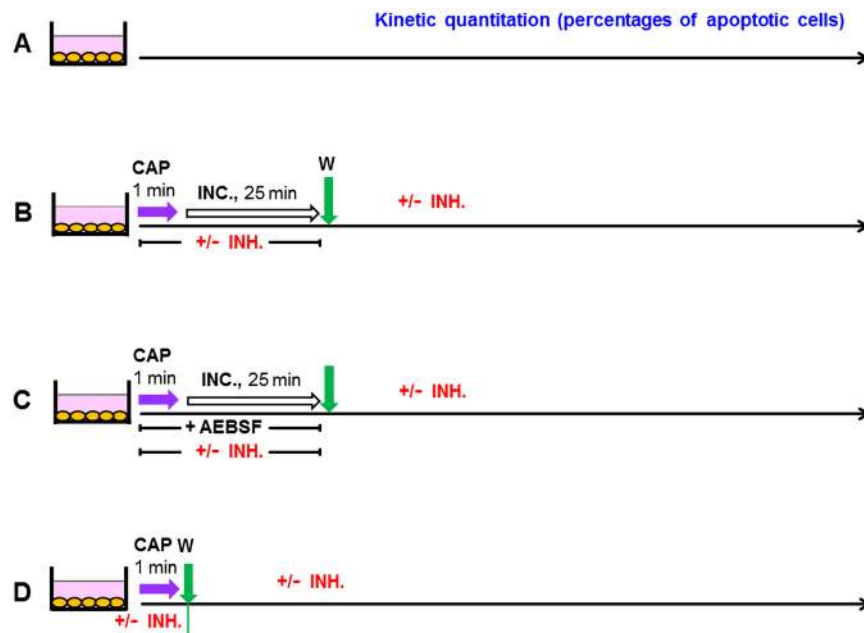 Kinetic quantitation (percentages of apoptotic cells)
A
CAP
1 min
INC., 25 min
W
B
+/- INH.
+/- INH.
CAP
1 min
INC., 25 min
C
+/- INH.
+ AEBSF
+/- INH.
CAP W
1 min
D
+/- INH.
+/- INH.